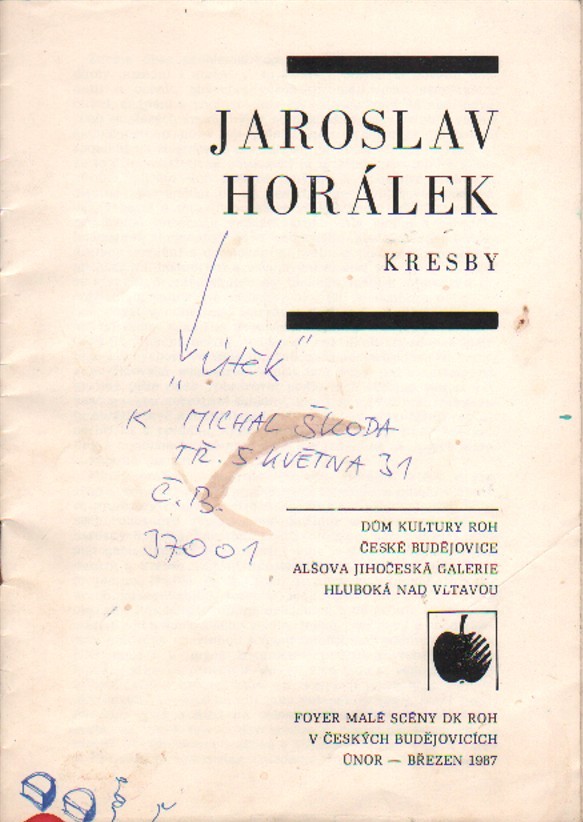 JAROSLAV
HORÁLEK
KRESBY
„Útěk"
K MICHAL ŠKODA
TŘ. 5 KVĚTNA 31
Č.B.
37001
DŮM KULTURY ROH
ČESKÉ BUDĚJOVICE
ALŠOVA JIHOČESKÁ GALERIE
HLUBOKÁ NAD VLTAVOU
FOYER MALÉ SCÉNY DK ROH
V ČESKÝCH BUDĚJOVICÍCH
ÚNOR — BŘEZEN 1987